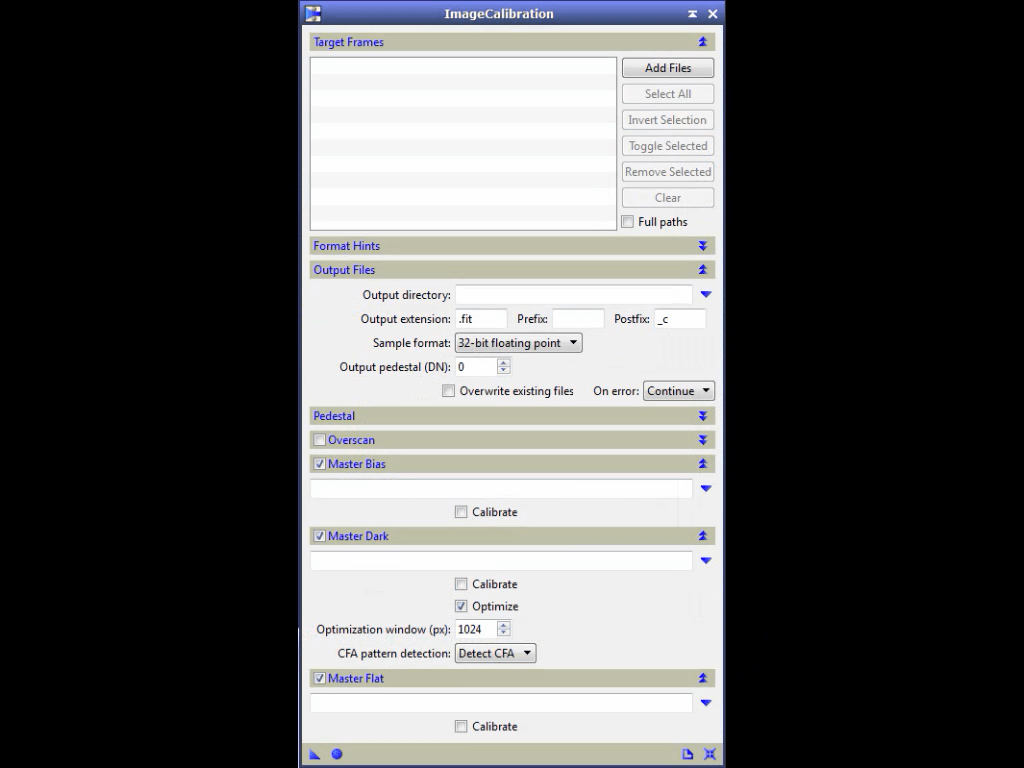 ImageCalibration
Target Frames
Add Files
Select All
Invert Selection
Toggle Selected
Remove Selected
Clear
Full paths
Format Hints
Output Files
Output directory:
Output extension: .fit Prefix: Postfix: _c
Sample format: 32-bit floating point
Output pedestal (DN): 0
Overwrite existing files On error: Continue
Pedestal
Overscan
Master Bias
Calibrate
Master Dark
Calibrate
Optimize
Optimization window (px): 1024
CFA pattern detection: Detect CFA
Master Flat
Calibrate